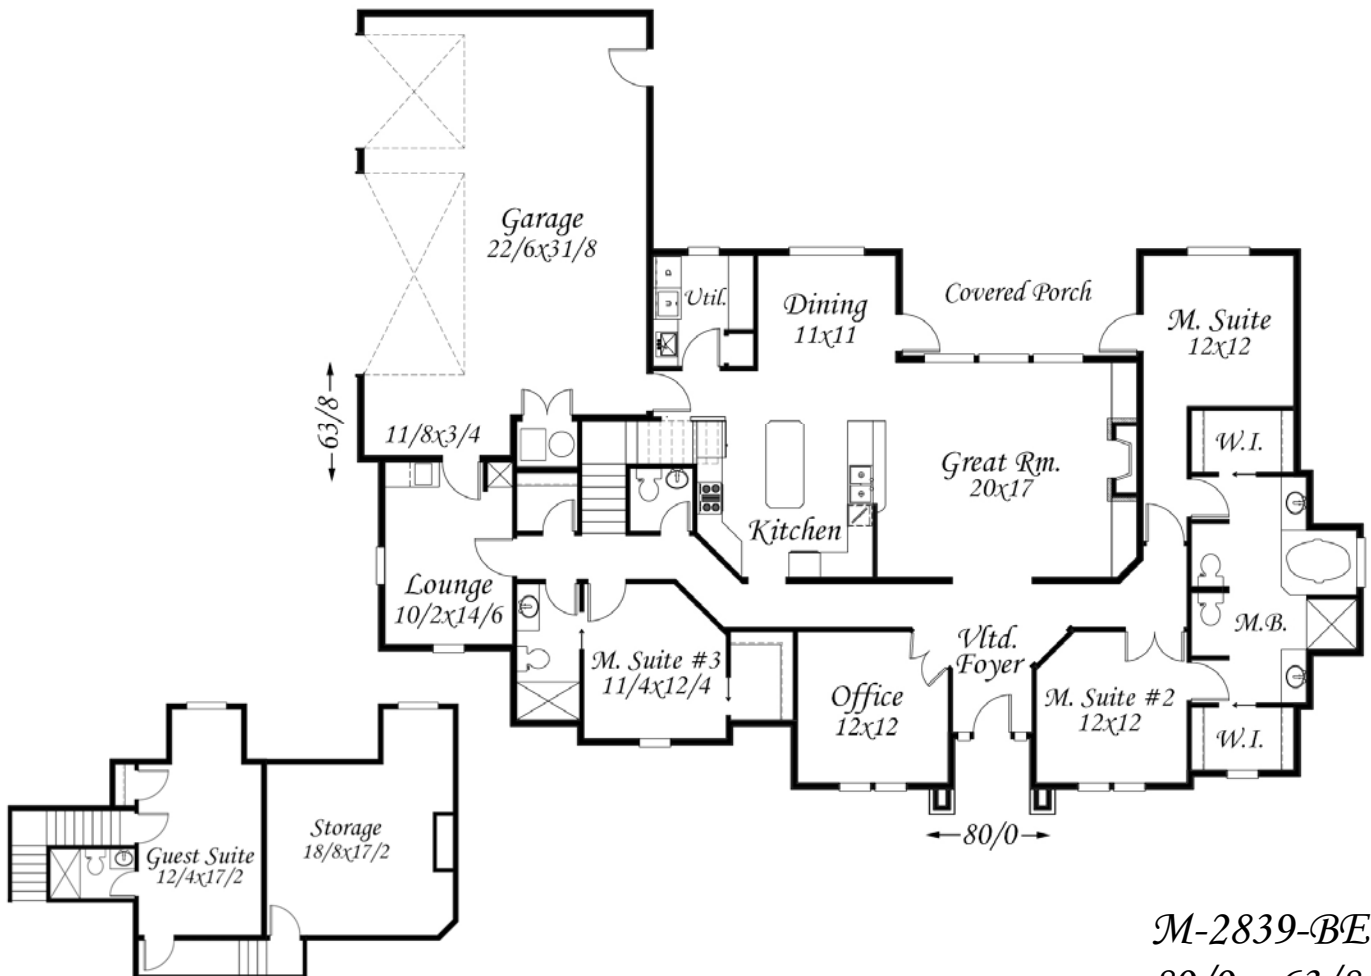 Garage
22/6x31/8
63/8
11/8x3/4
Util.
Dining
11x11
Covered Porch
M. Suite
12x12
W.I.
Great Rm.
20x17
Kitchen
Lounge
10/2x14/6
M. Suite #3
11/4x12/4
Office
12x12
Vltd.
Foyer
M. Suite #2
12x12
M.B.
W.I.
80/0
Guest Suite
12/4x17/2
Storage
18/8x17/2
M-2839-BE